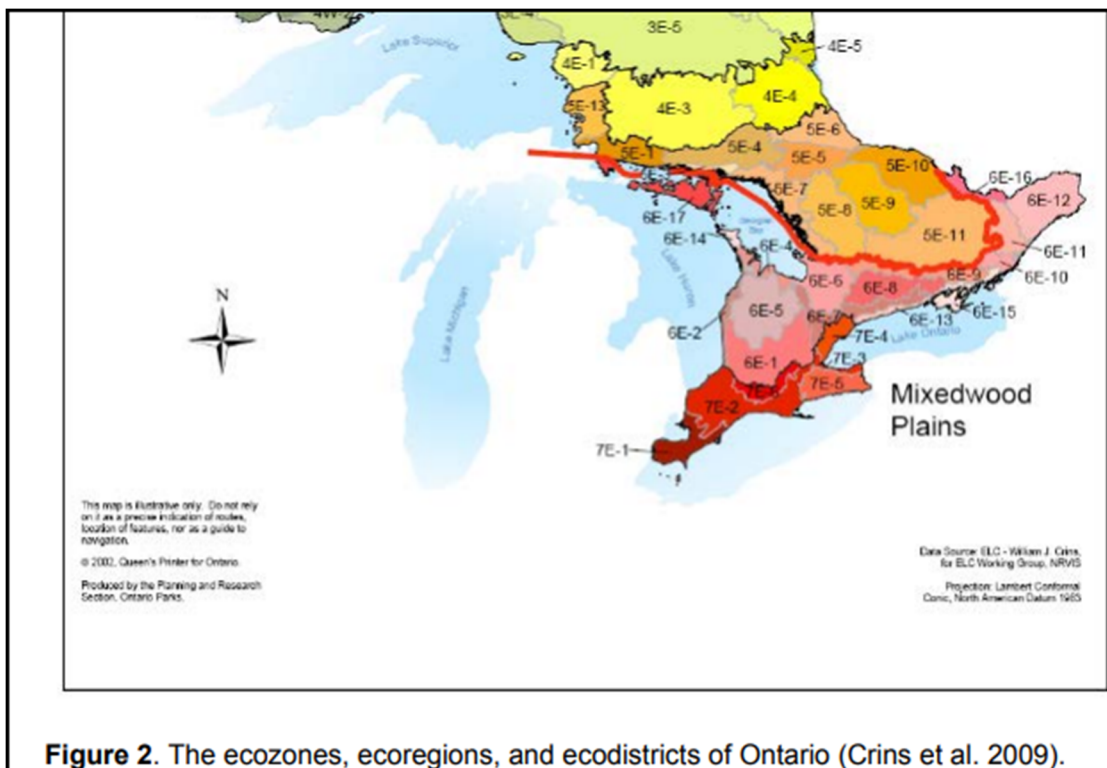 3E-5
4E-5
4E-1
4E-3
4E-4
5E-13
5E-6
5E-1
5E-4
5E-5
5E-10
6E-16
5E-7
6E-12
5E-8
5E-9
6E-17
5E-11
6E-14
6E-4
6E-11
6E-6
6E-9
6E-10
6E-8
6E-5
6E-2
6E-7
6E-13
6E-15
7E-4
7E-3
6E-1
7E-5
7E-2
7E-1
Lake Superior
Lake Michigan
Lake Huron
Lake Ontario
N
Mixedwood
Plains
This map is illustrative only. Do not rely
on it as a precise indication of routes,
location of features, nor as a guide to
navigation.
© 2002, Queen's Printer for Ontario.
Produced by the Planning and Research
Section, Ontario Parks.
Data Source: ELC - William J. Crins,
for ELC Working Group, NRVIS
Projection: Lambert Conformal
Conic, North American Datum 1983
Figure 2. The ecozones, ecoregions, and ecodistricts of Ontario (Crins et al. 2009).